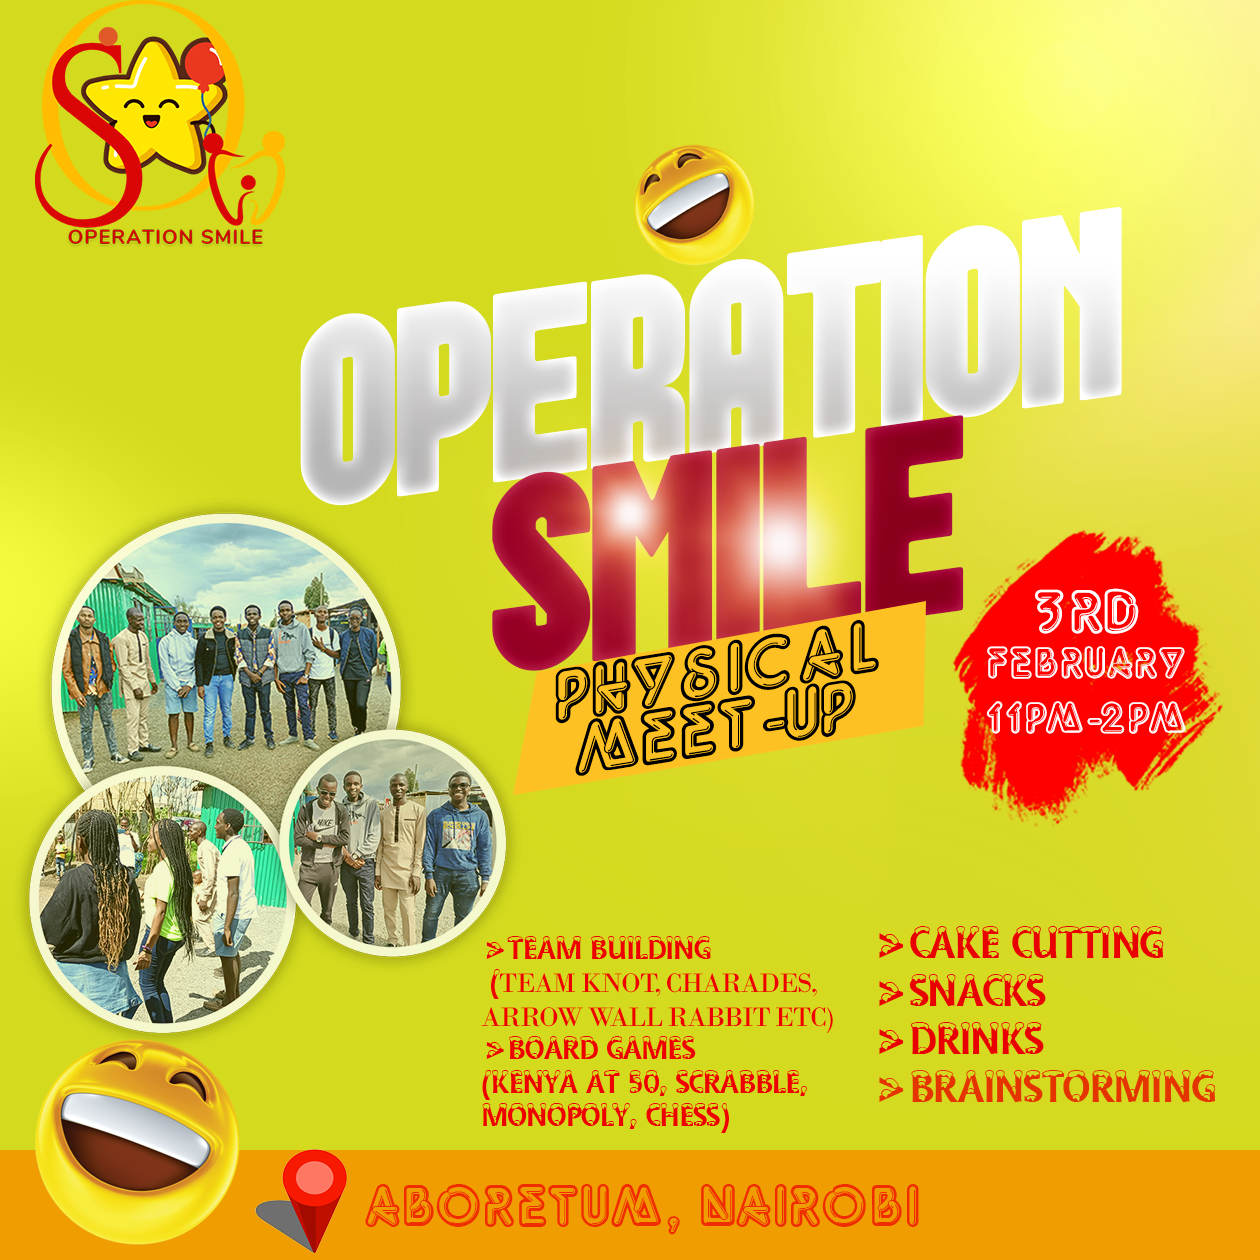 OPERATION SMILE
OPERATION
SMILE
PHYSICAL
MEET-UP
3RD
FEBRUARY
11PM-2PM
>TEAM BUILDING
(TEAM KNOT, CHARADES,
ARROW WALL RABBIT ETC)
>BOARD GAMES
(KENYA AT 50, SCRABBLE,
MONOPOLY, CHESS)
>CAKE CUTTING
>SNACKS
>DRINKS
>BRAINSTORMING
ABORETUM, NAIROBI